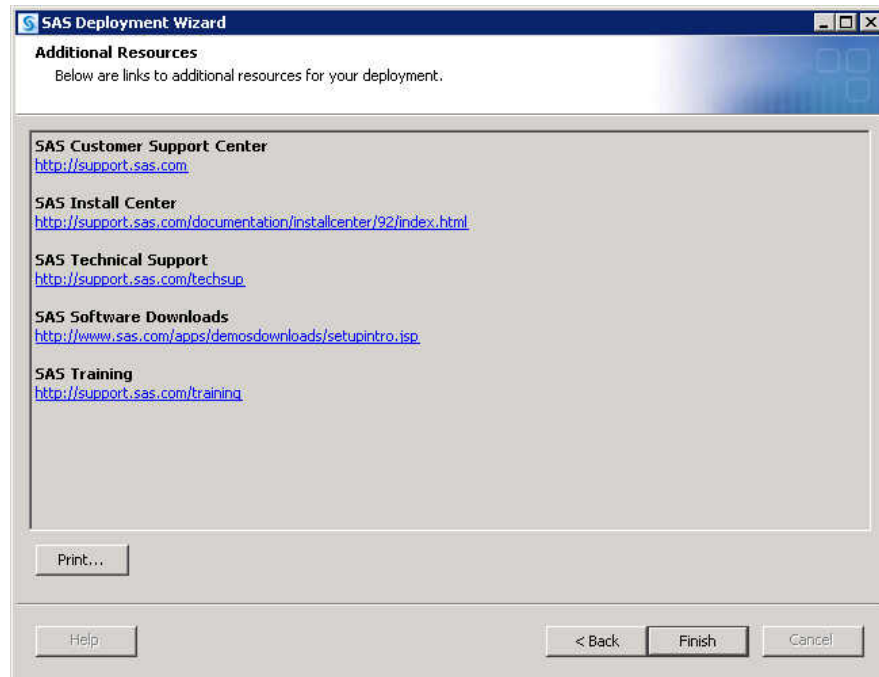 SAS Deployment Wizard
Additional Resources
Below are links to additional resources for your deployment.
SAS Customer Support Center
http://support.sas.com
SAS Install Center
http://support.sas.com/documentation/installcenter/92/index.html
SAS Technical Support
http://support.sas.com/techsup
SAS Software Downloads
http://www.sas.com/apps/demosdownloads/setupintro.jsp
SAS Training
http://support.sas.com/training
Print...
Help
< Back
Finish
Cancel